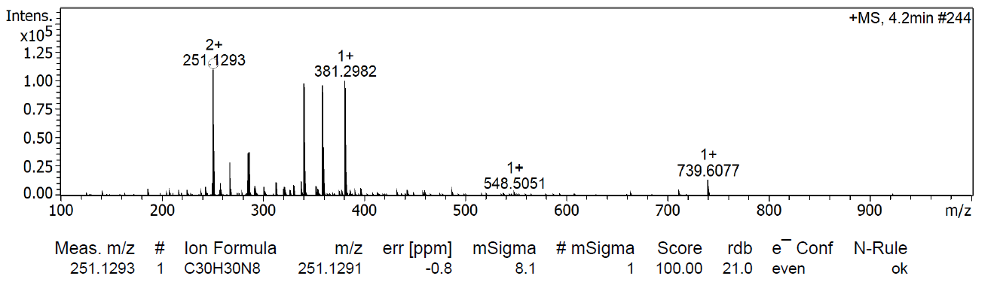 Intens.
x10⁵
+MS, 4.2min #244
1.25
1.00
0.75
0.50
0.25
0.00
2+
251.1293
1+
381.2982
1+
548.5051
1+
739.6077
100 200 300 400 500 600 700 800 900 m/z
Meas. m/z # Ion Formula m/z err [ppm] mSigma # mSigma Score rdb e¯ Conf N-Rule
251.1293 1 C30H30N8 251.1291 -0.8 8.1 1 100.00 21.0 even ok